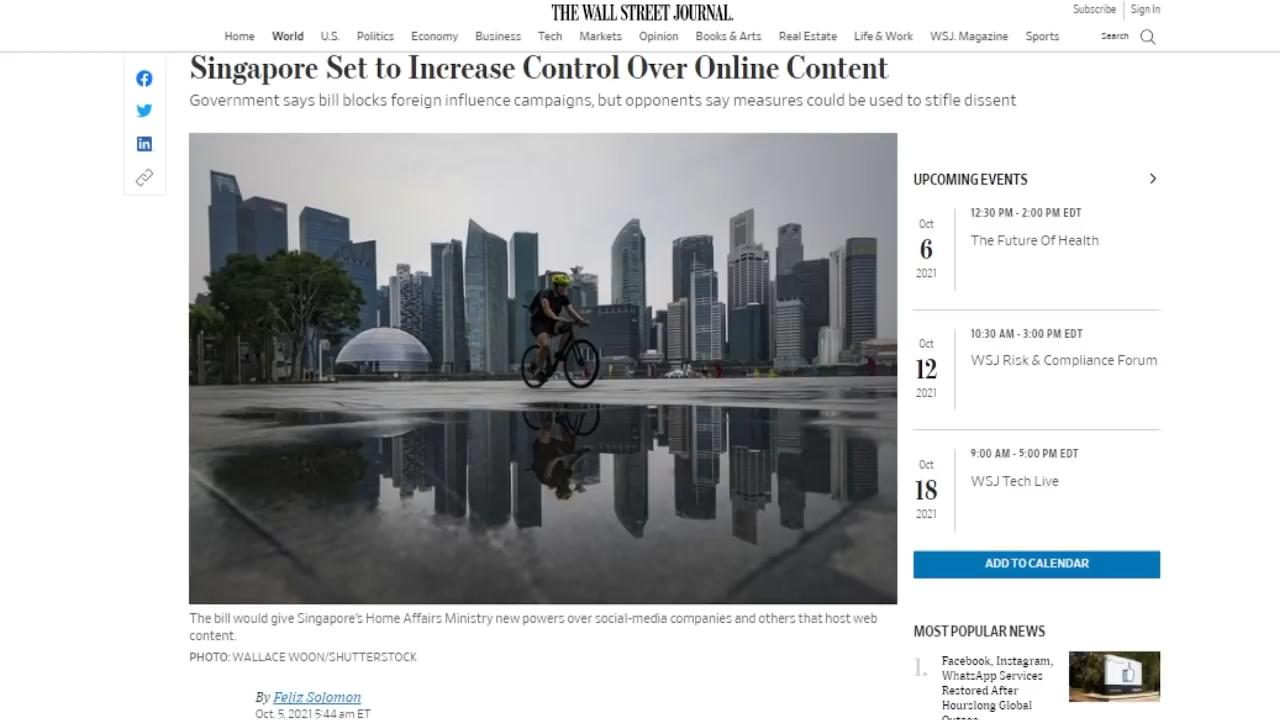 THE WALL STREET JOURNAL.
Subscribe
Sign In
Home World U.S. Politics Economy Business Tech Markets Opinion Books & Arts Real Estate Life & Work WSJ. Magazine Sports
Search
Singapore Set to Increase Control Over Online Content
Government says bill blocks foreign influence campaigns, but opponents say measures could be used to stifle dissent
The bill would give Singapore's Home Affairs Ministry new powers over social-media companies and others that host web
content.
PHOTO: WALLACE WOON/SHUTTERSTOCK
By Feliz Solomon
Oct. 5, 2021 5:44 am ET
UPCOMING EVENTS
Oct
6
2021
12:30 PM - 2:00 PM EDT
The Future Of Health
Oct
12
2021
10:30 AM - 3:00 PM EDT
WSJ Risk & Compliance Forum
Oct
18
2021
9:00 AM - 5:00 PM EDT
WSJ Tech Live
ADD TO CALENDAR
MOST POPULAR NEWS
1.
Facebook, Instagram,
WhatsApp Services
Restored After
Hourslong Global